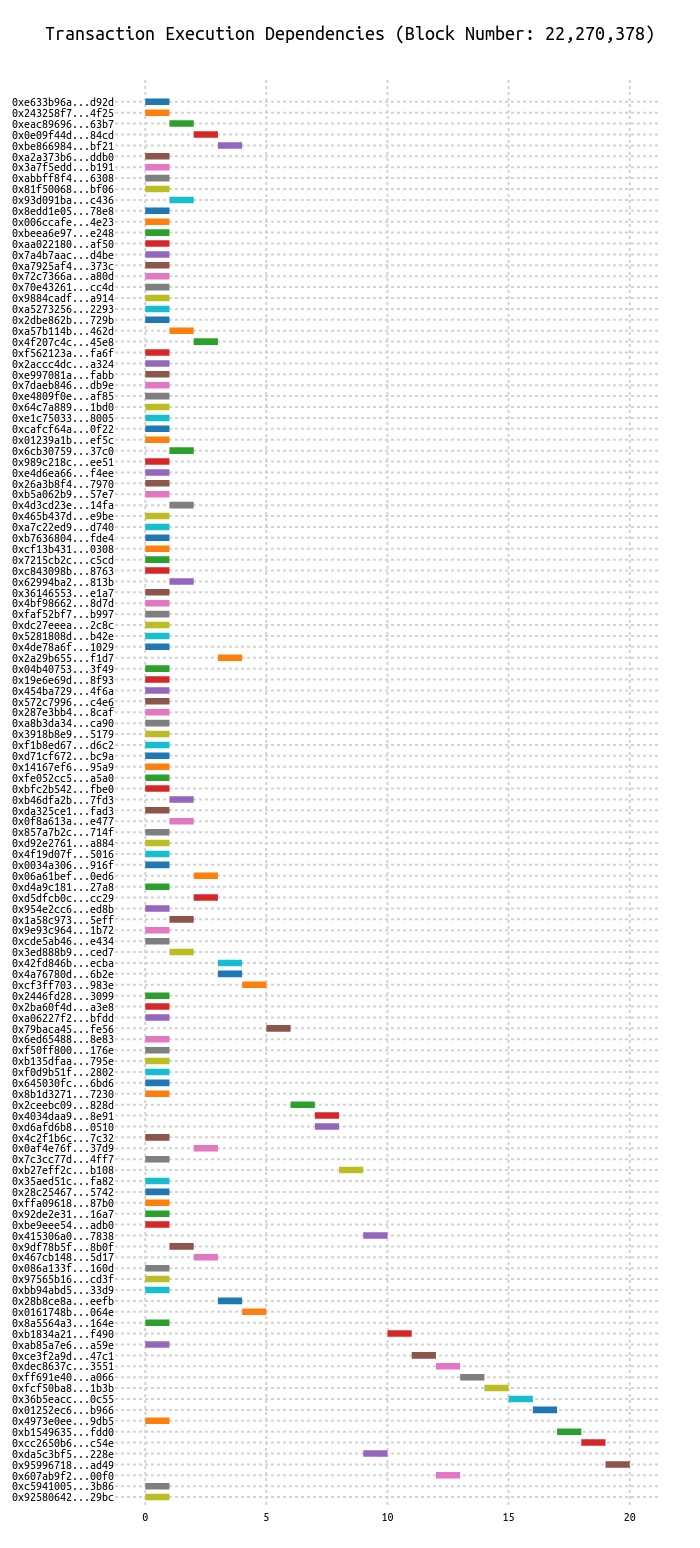 Transaction Execution Dependencies (Block Number: 22,270,378)
0xe633b96a...d92d
0x243258f7...4f25
0xeac89696...63b7
0x0e09f44d...84cd
0xbe866984...bf21
0xa2a373b6...ddb0
0x3a7f5edd...b191
0xabbff8f4...6308
0x81f50068...bf06
0x93d091ba...c436
0x8edd1e05...78e8
0x006ccafe...4e23
0xbeea6e97...e248
0xaa022180...af50
0x7a4b7aac...d4be
0xa7925af4...373c
0x72c7366a...a80d
0x70e43261...cc4d
0x9884cadf...a914
0xa5273256...2293
0x2dbe862b...729b
0xa57b114b...462d
0x4f207c4c...45e8
0xf562123a...fa6f
0x2accc4dc...a324
0xe997081a...fabb
0x7daeb846...db9e
0xe4809f0e...af85
0x64c7a889...1bd0
0xe1c75033...8005
0xcafcf64a...0f22
0x01239a1b...ef5c
0x6cb30759...37c0
0x989c218c...ee51
0xe4d6ea66...f4ee
0x26a3b8f4...7970
0xb5a062b9...57e7
0x4d3cd23e...14fa
0x465b437d...e9be
0xa7c22ed9...d740
0xb7636804...fde4
0xcf13b431...0308
0x7215cb2c...c5cd
0xc843098b...8763
0x62994ba2...813b
0x36146553...e1a7
0x4bf98662...8d7d
0xfaf52bf7...b997
0xdc27eeea...2c8c
0x5281808d...b42e
0x4de78a6f...1029
0x2a29b655...f1d7
0x04b40753...3f49
0x19e6e69d...8f93
0x454ba729...4f6a
0x572c7996...c4e6
0x287e3bb4...8caf
0xa8b3da34...ca90
0x3918b8e9...5179
0xf1b8ed67...d6c2
0xd71cf672...bc9a
0x14167ef6...95a9
0xfe052cc5...a5a0
0xbfc2b542...fbe0
0xb46dfa2b...7fd3
0xda325ce1...fad3
0x0f8a613a...e477
0x857a7b2c...714f
0xd92e2761...a884
0x4f19d07f...5016
0x0034a306...916f
0x06a61bef...0ed6
0xd4a9c181...27a8
0xd5dfcb0c...cc29
0x954e2cc6...ed8b
0x1a58c973...5eff
0x9e93c964...1b72
0xcde5ab46...e434
0x3ed888b9...ced7
0x42fd846b...ecba
0x4a76780d...6b2e
0xcf3ff703...983e
0x2446fd28...3099
0x2ba60f4d...a3e8
0xa06227f2...bfdd
0x79baca45...fe56
0x6ed65488...8e83
0xf50ff800...176e
0xb135dfaa...795e
0xf0d9b51f...2802
0x645030fc...6bd6
0x8b1d3271...7230
0x2ceebc09...828d
0x4034daa9...8e91
0xd6afd6b8...0510
0x4c2f1b6c...7c32
0x0af4e76f...37d9
0x7c3cc77d...4ff7
0xb27eff2c...b108
0x35aed51c...fa82
0x28c25467...5742
0xffa09618...87b0
0x92de2e31...16a7
0xbe9eee54...adb0
0x415306a0...7838
0x9df78b5f...8b0f
0x467cb148...5d17
0x086a133f...160d
0x97565b16...cd3f
0xbb94abd5...33d9
0x28b8ce8a...eefb
0x0161748b...064e
0x8a5564a3...164e
0xb1834a21...f490
0xab85a7e6...a59e
0xce3f2a9d...47c1
0xdec8637c...3551
0xff691e40...a066
0xfcf50ba8...1b3b
0x36b5eacc...0c55
0x01252ec6...b966
0x4973e0ee...9db5
0xb1549635...fdd0
0xcc2650b6...c54e
0xda5c3bf5...228e
0x95996718...ad49
0x607ab9f2...00f0
0xc5941005...3b86
0x92580642...29bc
0 5 10 15 20